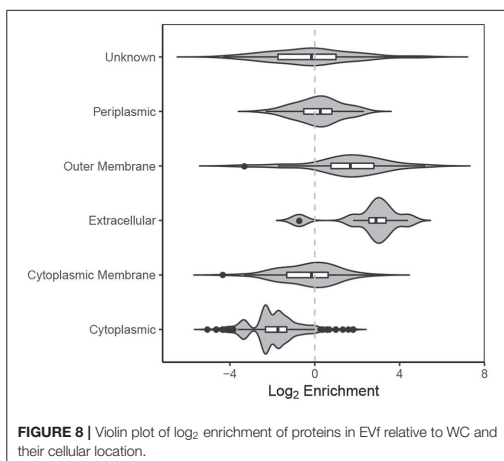 Unknown
Periplasmic
Outer Membrane
Extracellular
Cytoplasmic Membrane
Cytoplasmic
−4 0 4 8
Log₂ Enrichment
FIGURE 8 | Violin plot of log₂ enrichment of proteins in EVf relative to WC and
their cellular location.